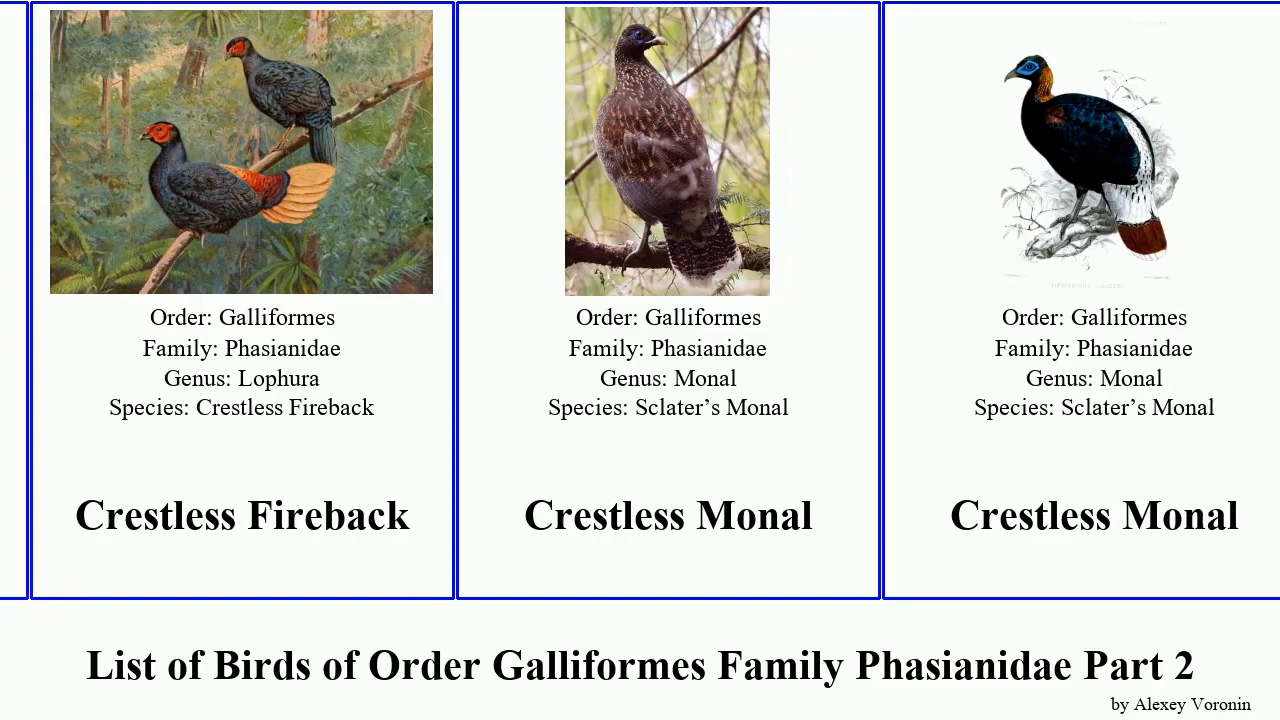 Order: Galliformes
Family: Phasianidae
Genus: Lophura
Species: Crestless Fireback
Crestless Fireback
Order: Galliformes
Family: Phasianidae
Genus: Monal
Species: Sclater’s Monal
Crestless Monal
Order: Galliformes
Family: Phasianidae
Genus: Monal
Species: Sclater’s Monal
Crestless Monal
List of Birds of Order Galliformes Family Phasianidae Part 2
by Alexey Voronin